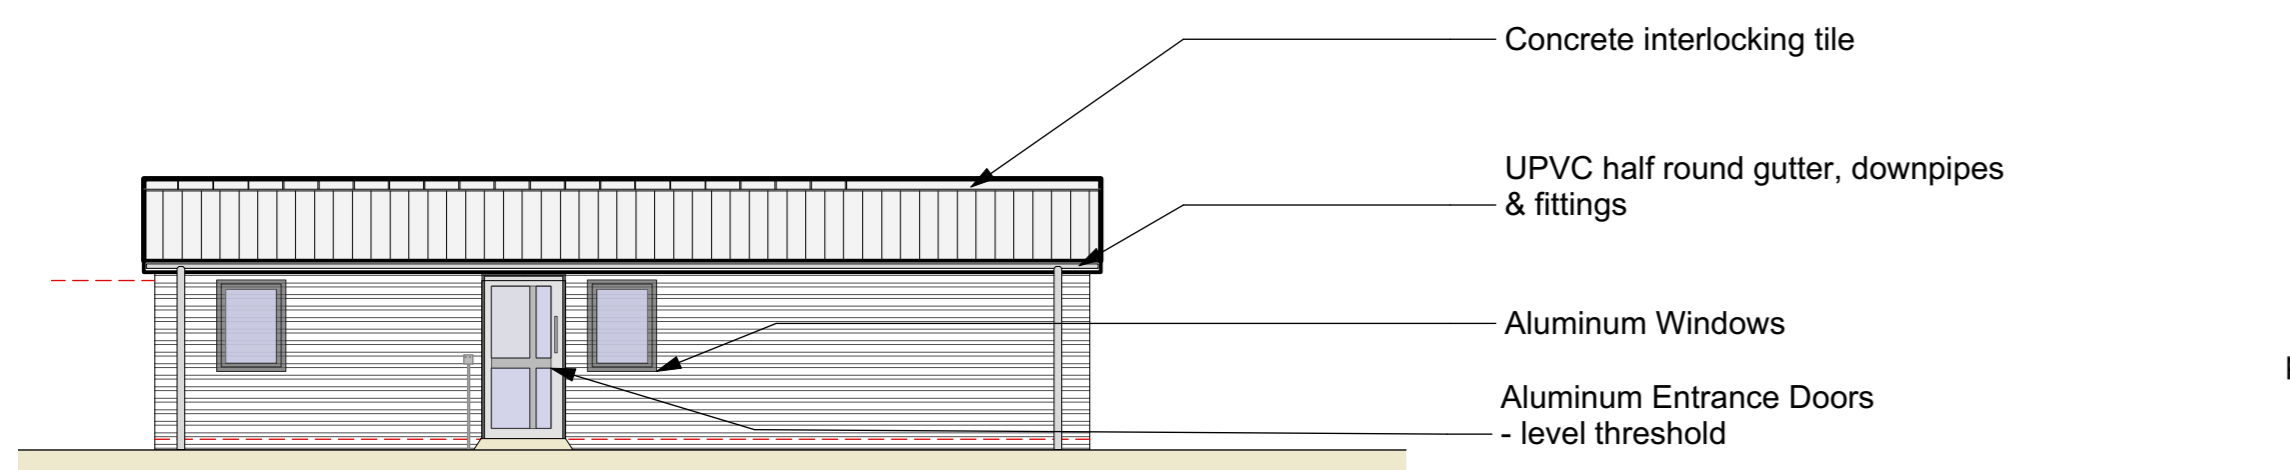 Concrete interlocking tile
UPVC half round gutter, downpipes
& fittings
Aluminum Windows
Aluminum Entrance Doors
- level threshold